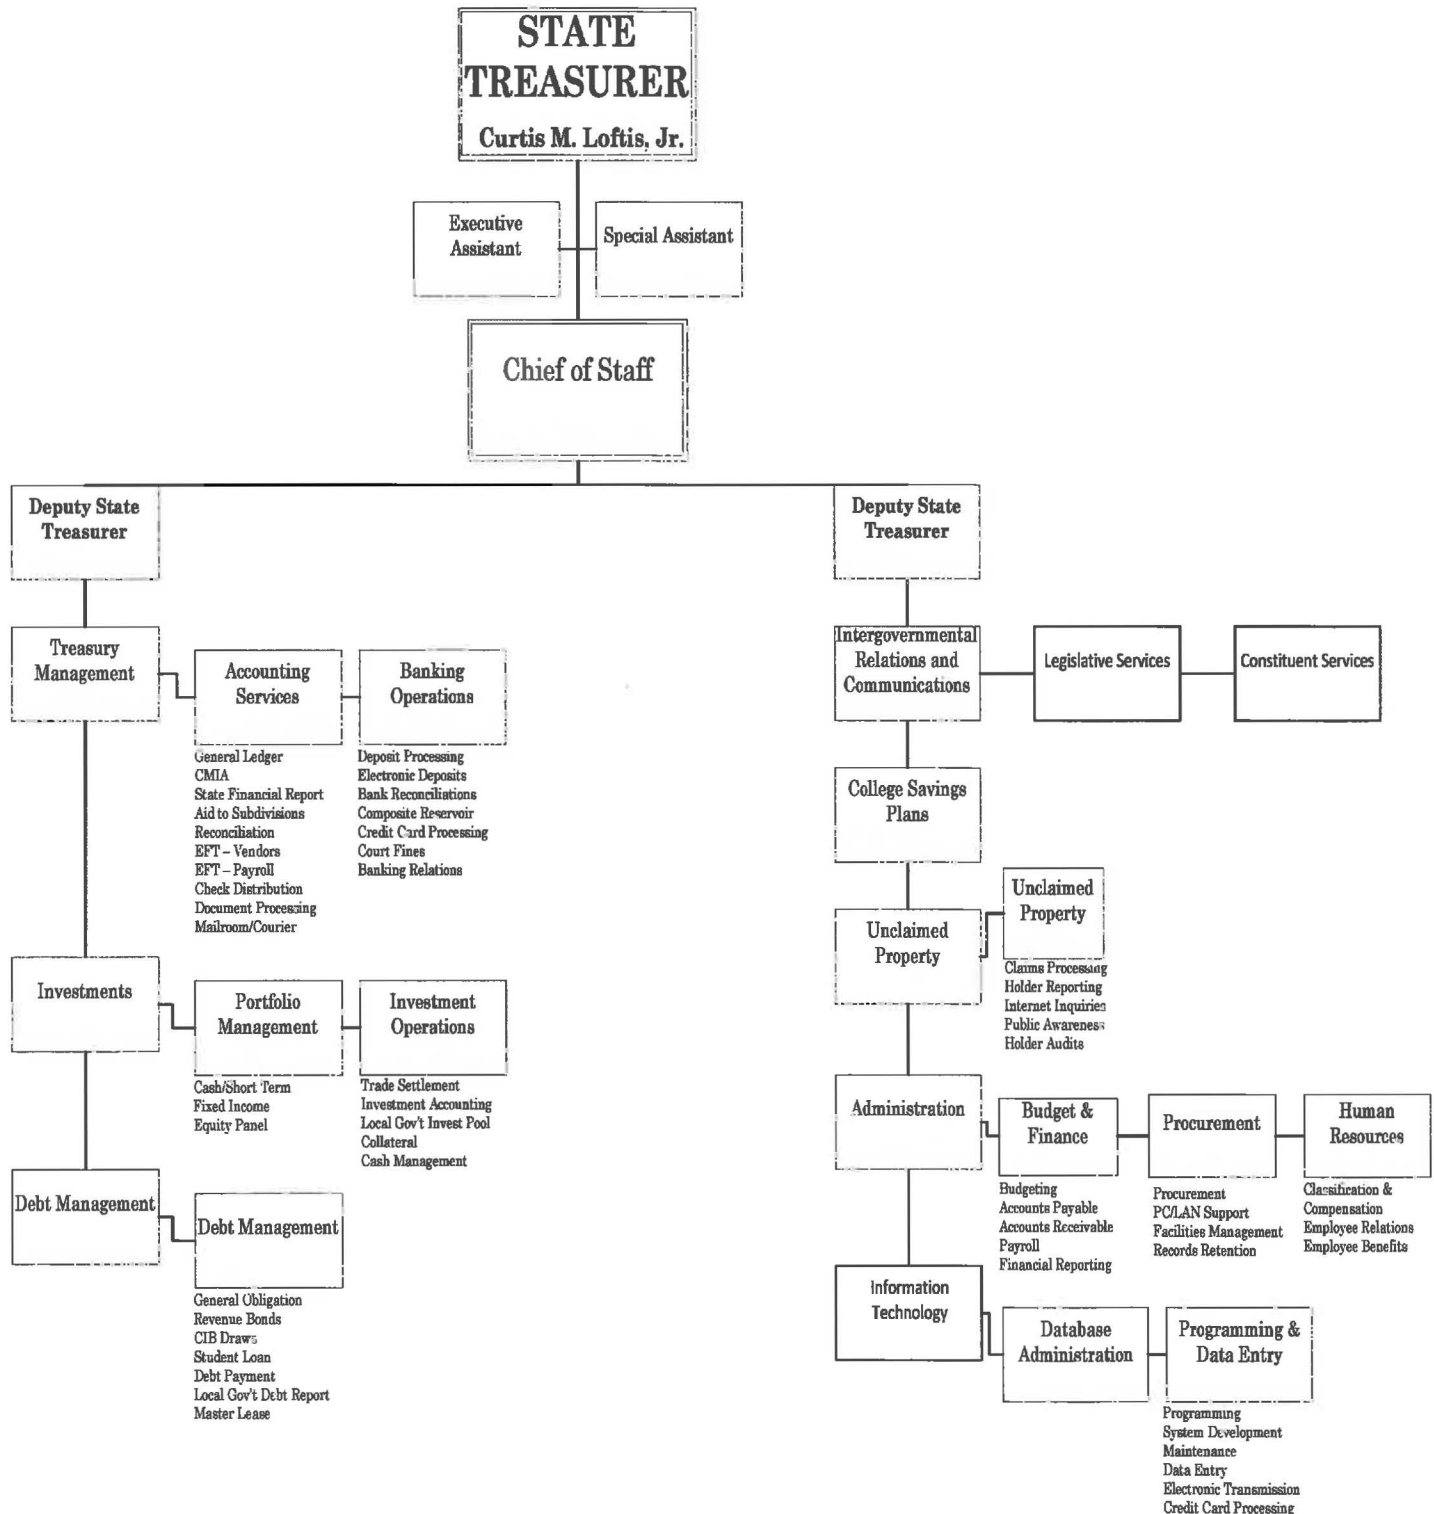 STATE
TREASURER
Curtis M. Loftis, Jr.
Executive
Assistant
Special Assistant
Chief of Staff
Deputy State
Treasurer
Treasury
Management
Accounting
Services
General Ledger
CMIA
State Financial Report
Aid to Subdivisions
Reconciliation
EFT – Vendors
EFT – Payroll
Check Distribution
Document Processing
Mailroom/Courier
Banking
Operations
Deposit Processing
Electronic Deposits
Bank Reconciliations
Composite Reservoir
Credit Card Processing
Court Fines
Banking Relations
Investments
Portfolio
Management
Cash/Short Term
Fixed Income
Equity Panel
Investment
Operations
Trade Settlement
Investment Accounting
Local Gov't Invest Pool
Collateral
Cash Management
Debt Management
Debt Management
General Obligation
Revenue Bonds
CIB Draws
Student Loan
Debt Payment
Local Gov't Debt Report
Master Lease
Deputy State
Treasurer
Intergovernmental
Relations and
Communications
Legislative Services
Constituent Services
College Savings
Plans
Unclaimed
Property
Unclaimed
Property
Claims Processing
Holder Reporting
Internet Inquiries
Public Awareness
Holder Audits
Administration
Budget &
Finance
Budgeting
Accounts Payable
Accounts Receivable
Payroll
Financial Reporting
Procurement
Procurement
PC/LAN Support
Facilities Management
Records Retention
Human
Resources
Classification &
Compensation
Employee Relations
Employee Benefits
Information
Technology
Database
Administration
Programming &
Data Entry
Programming
System Development
Maintenance
Data Entry
Electronic Transmission
Credit Card Processing